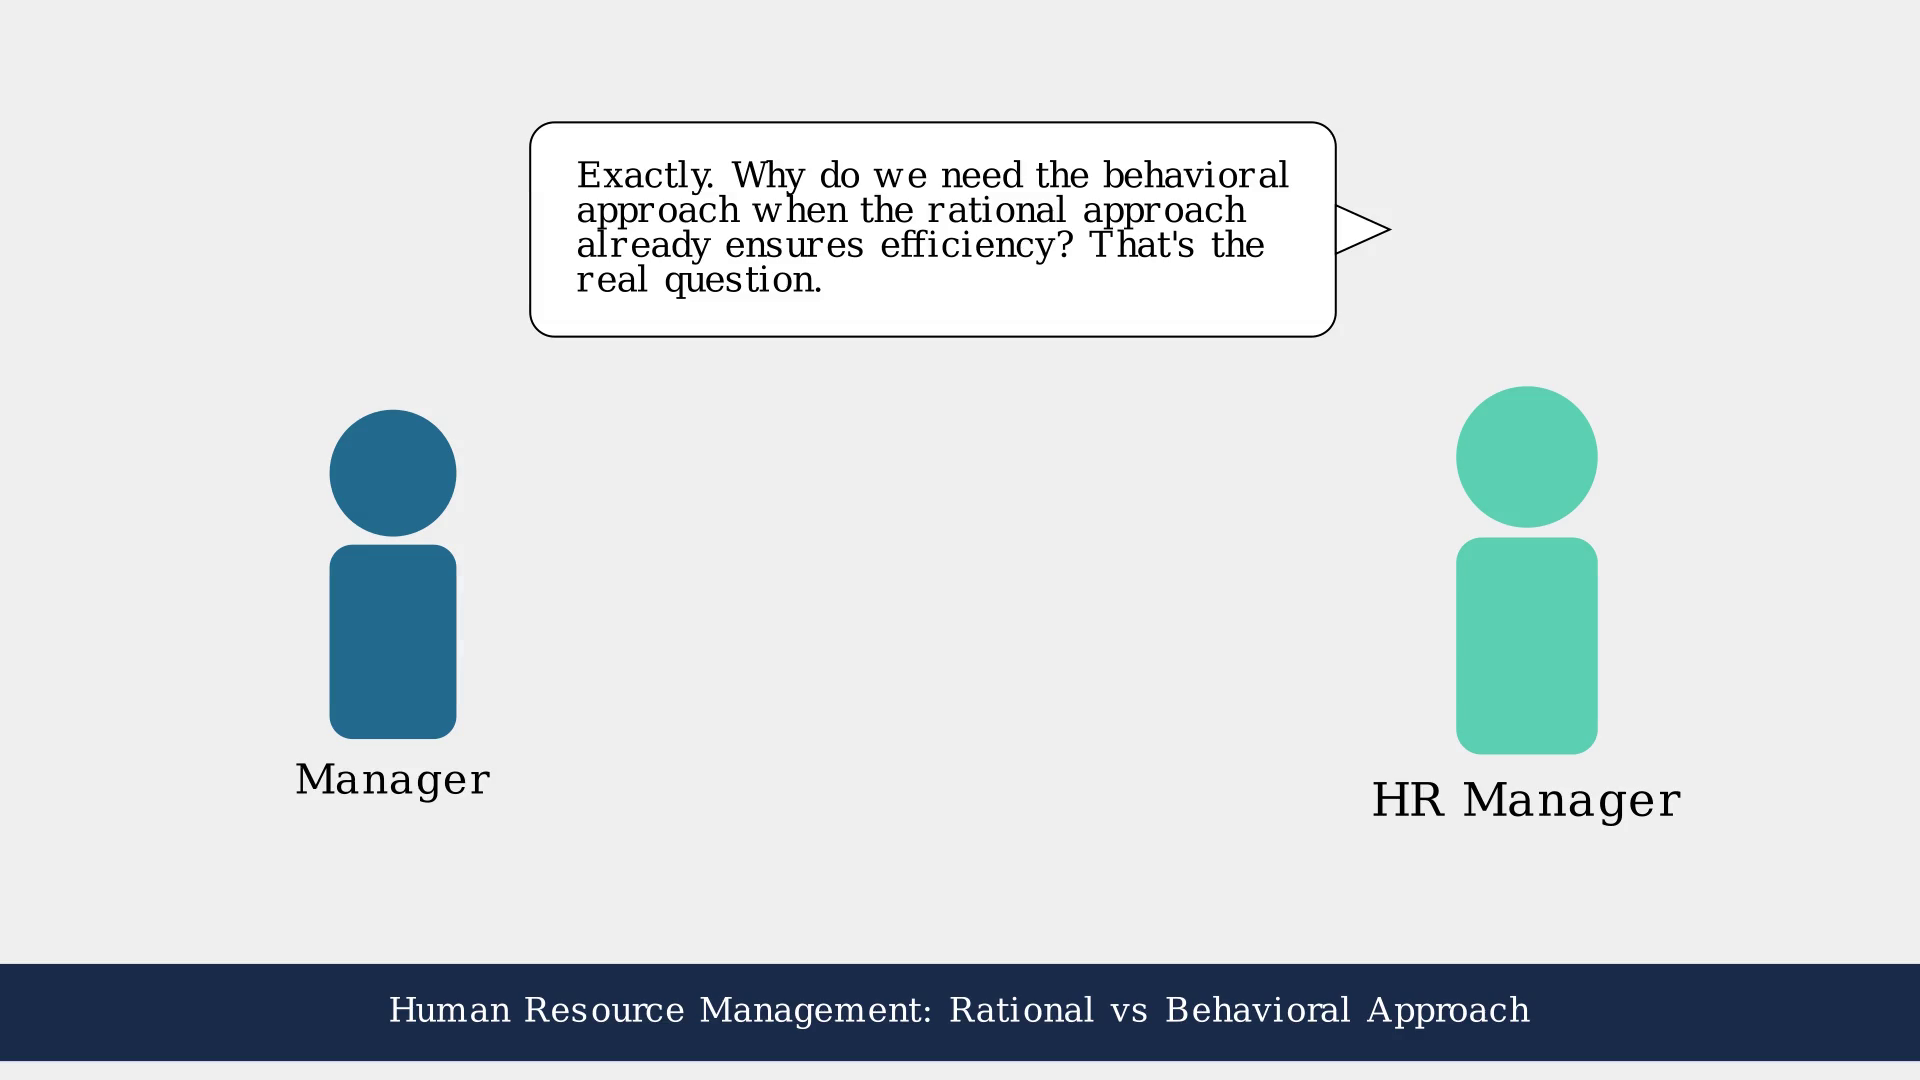 Exactly. Why do we need the behavioral
approach when the rational approach
already ensures efficiency? That's the
real question.
Manager
HR Manager
Human Resource Management: Rational vs Behavioral Approach